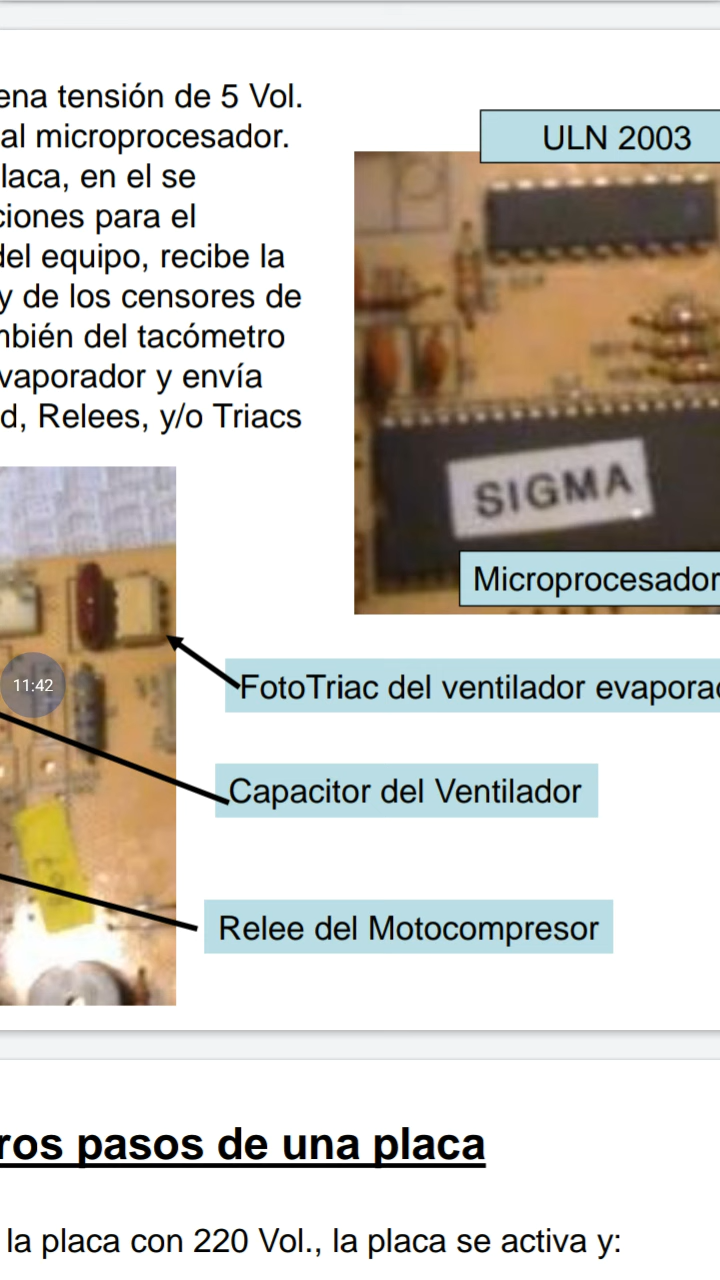 ena tensión de 5 Vol.
al microprocesador.
laca, en el se
ciones para el
del equipo, recibe la
y de los censores de
mbién del tacómetro
vaporador y envía
d, Relees, y/o Triacs
ULN 2003
SIGMA
Microprocesador
11:42
FotoTriac del ventilador evapora
Capacitor del Ventilador
Relee del Motocompresor
ros pasos de una placa
la placa con 220 Vol., la placa se activa y: